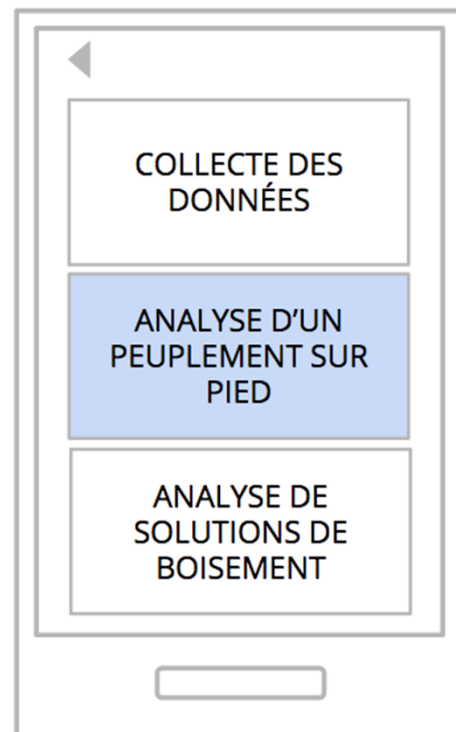 COLLECTE DES
DONNÉES
ANALYSE D’UN
PEUPLEMENT SUR
PIED
ANALYSE DE
SOLUTIONS DE
BOISEMENT